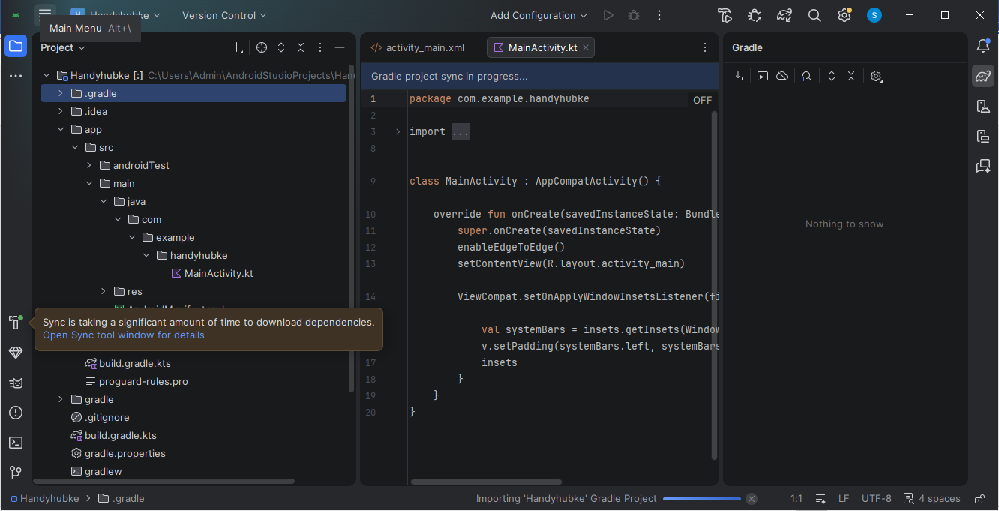 H Handyhubke
Version Control
Add Configuration
S
Main Menu Alt+\
Project
activity_main.xml
MainActivity.kt
Gradle
Handyhubke [:] C:\Users\Admin\AndroidStudioProjects\Han
.gradle
.idea
app
src
androidTest
main
java
com
example
handyhubke
MainActivity.kt
res
Sync is taking a significant amount of time to download dependencies.
Open Sync tool window for details
build.gradle.kts
proguard-rules.pro
gradle
.gitignore
build.gradle.kts
gradle.properties
gradlew
Gradle project sync in progress...
OFF
1 package com.example.handyhubke
2
3 import ...
8
9 class MainActivity : AppCompatActivity() {
10 override fun onCreate(savedInstanceState: Bundle
11 super.onCreate(savedInstanceState)
12 enableEdgeToEdge()
13 setContentView(R.layout.activity_main)
14 ViewCompat.setOnApplyWindowInsetsListener(fi
val systemBars = insets.getInsets(Window
v.setPadding(systemBars.left, systemBars
17 insets
18 }
19 }
20 }
Nothing to show
Handyhubke > .gradle
Importing 'Handyhubke' Gradle Project
1:1 LF UTF-8 4 spaces